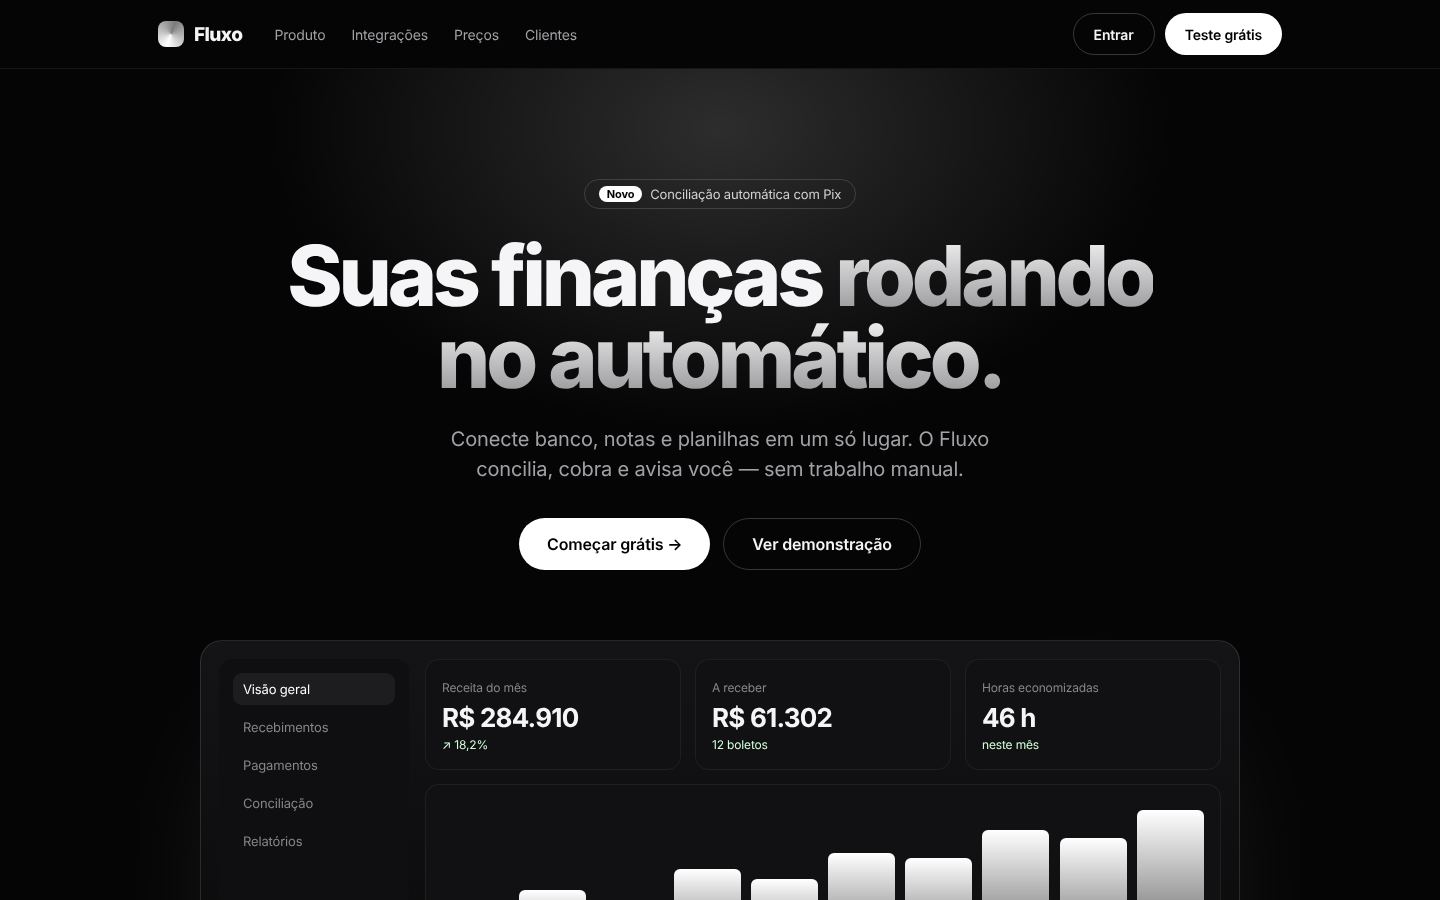 Fluxo
Produto
Integrações
Preços
Clientes
Entrar
Teste grátis
Novo Conciliação automática com Pix
Suas finanças rodando
no automático.
Conecte banco, notas e planilhas em um só lugar. O Fluxo
concilia, cobra e avisa você — sem trabalho manual.
Começar grátis →
Ver demonstração
Visão geral
Recebimentos
Pagamentos
Conciliação
Relatórios
Receita do mês
R$ 284.910
↗ 18,2%
A receber
R$ 61.302
12 boletos
Horas economizadas
46 h
neste mês